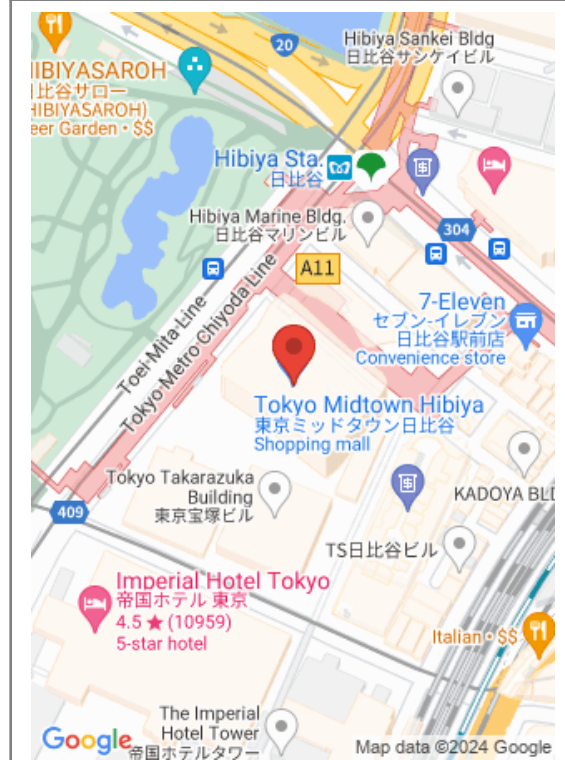 20
Hibiya Sankei Bldg
日比谷サンケイビル
HIBIYASAROH
日比谷サロー
(HIBIYASAROH)
Beer Garden • $$
Hibiya Sta.
日比谷
Hibiya Marine Bldg.
日比谷マリンビル
304
A11
7-Eleven
セブン-イレブン
日比谷駅前店
Convenience store
Toei-Mita-Line
Tokyo Metro Chiyoda Line
Tokyo Midtown Hibiya
東京ミッドタウン日比谷
Shopping mall
Tokyo Takarazuka
Building
東京宝塚ビル
KADOYA BLD
409
TS日比谷ビル
Imperial Hotel Tokyo
帝国ホテル 東京
4.5 ★ (10959)
5-star hotel
Italian • $$
The Imperial
Hotel Tower
帝国ホテルタワー
Google
Map data ©2024 Google